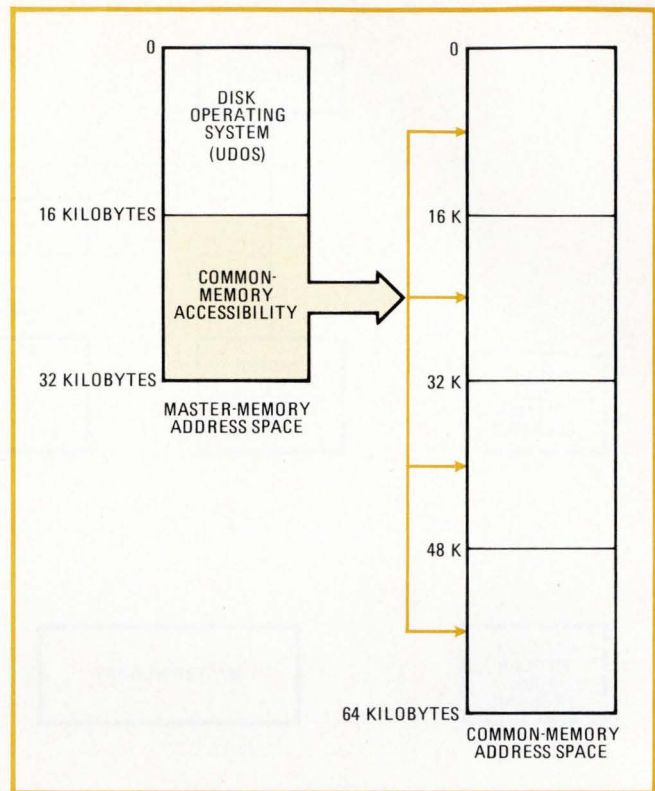 0
DISK
OPERATING
SYSTEM
(UDOS)
16 KILOBYTES
COMMON-
MEMORY
ACCESSIBILITY
32 KILOBYTES
MASTER-MEMORY
ADDRESS SPACE
0
16 K
32 K
48 K
64 KILOBYTES
COMMON-MEMORY
ADDRESS SPACE